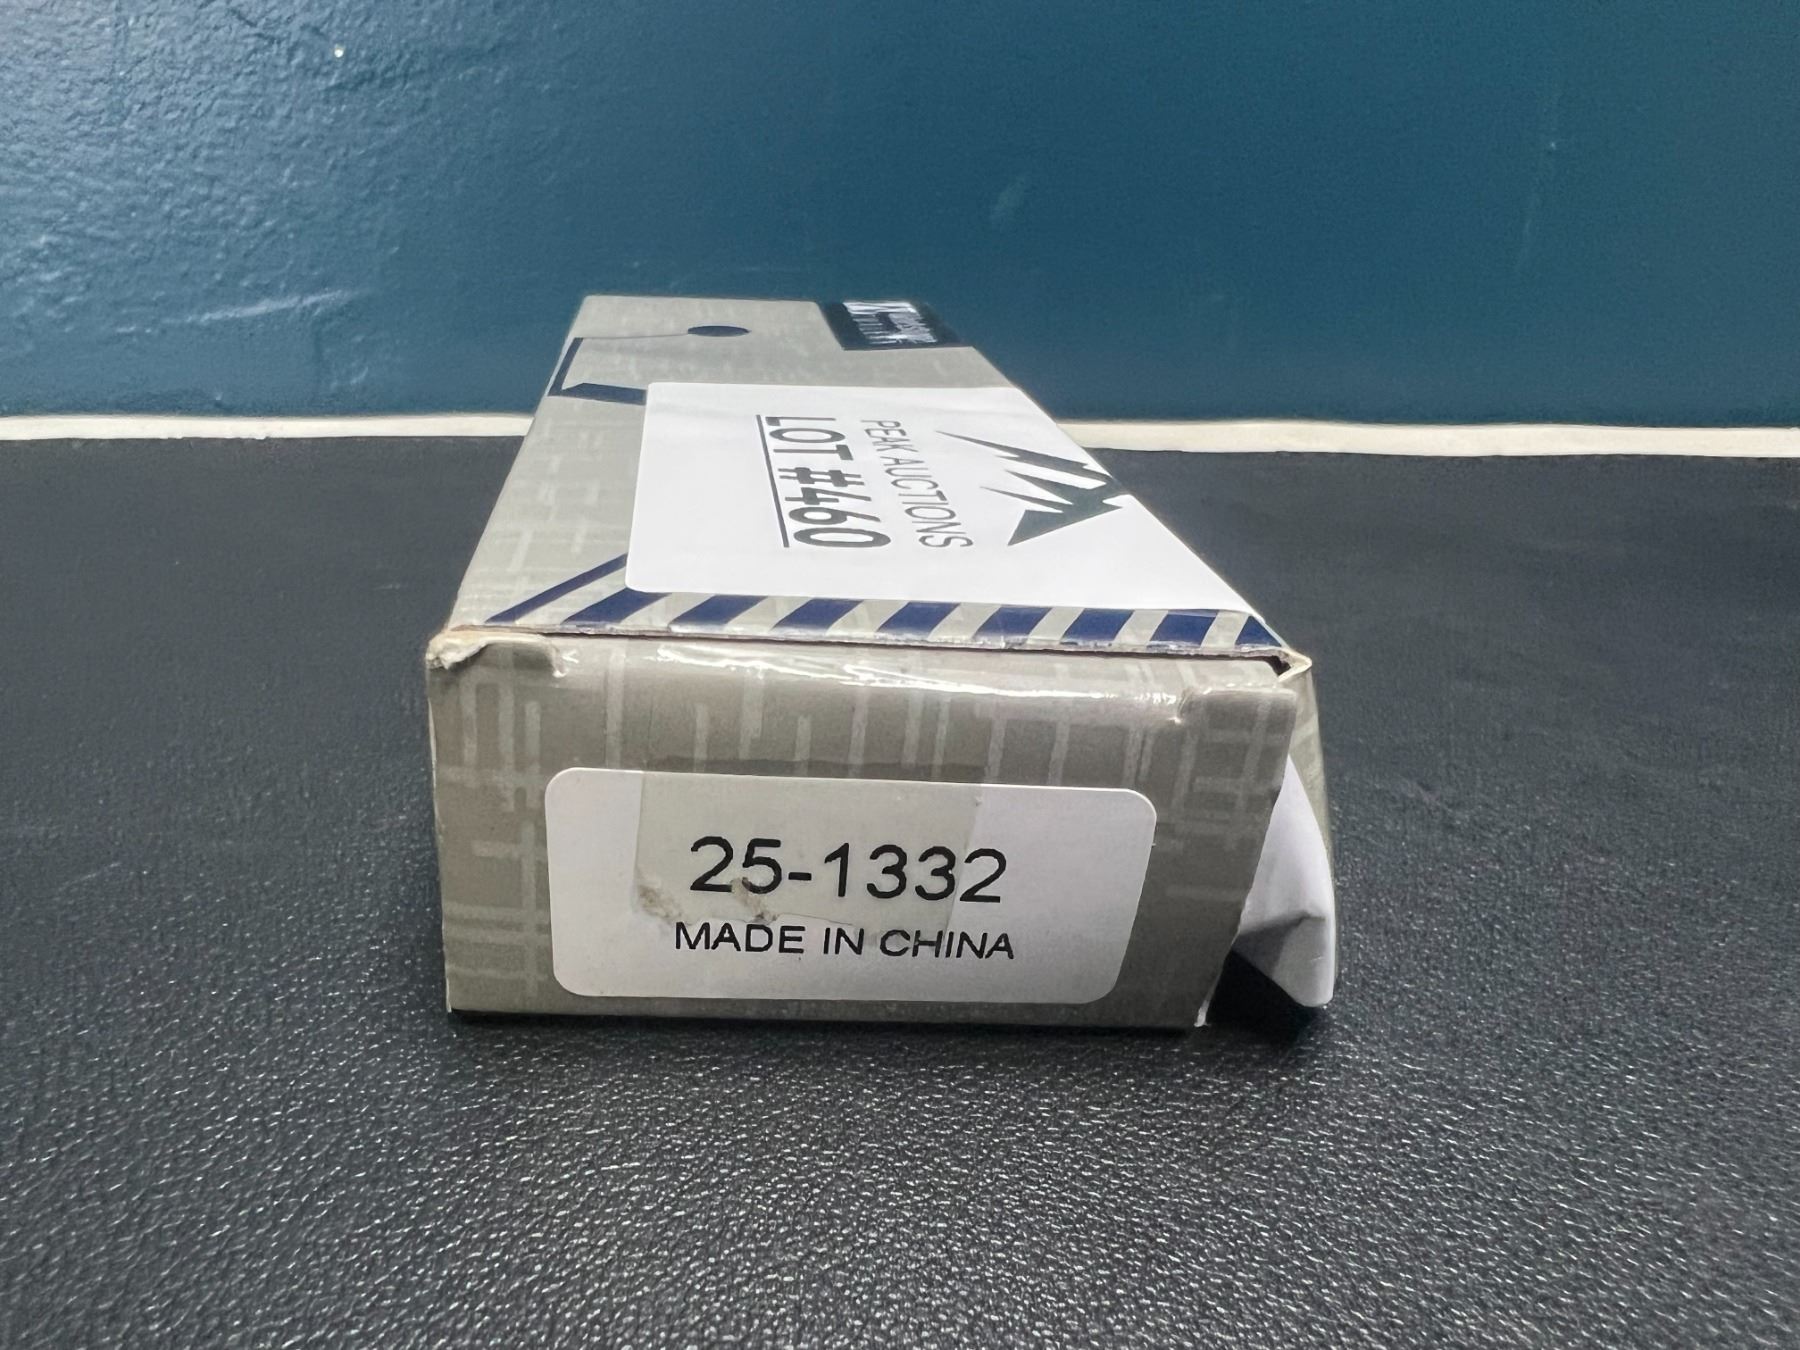 PEAK AUCTIONS
LOT #460
25-1332
MADE IN CHINA